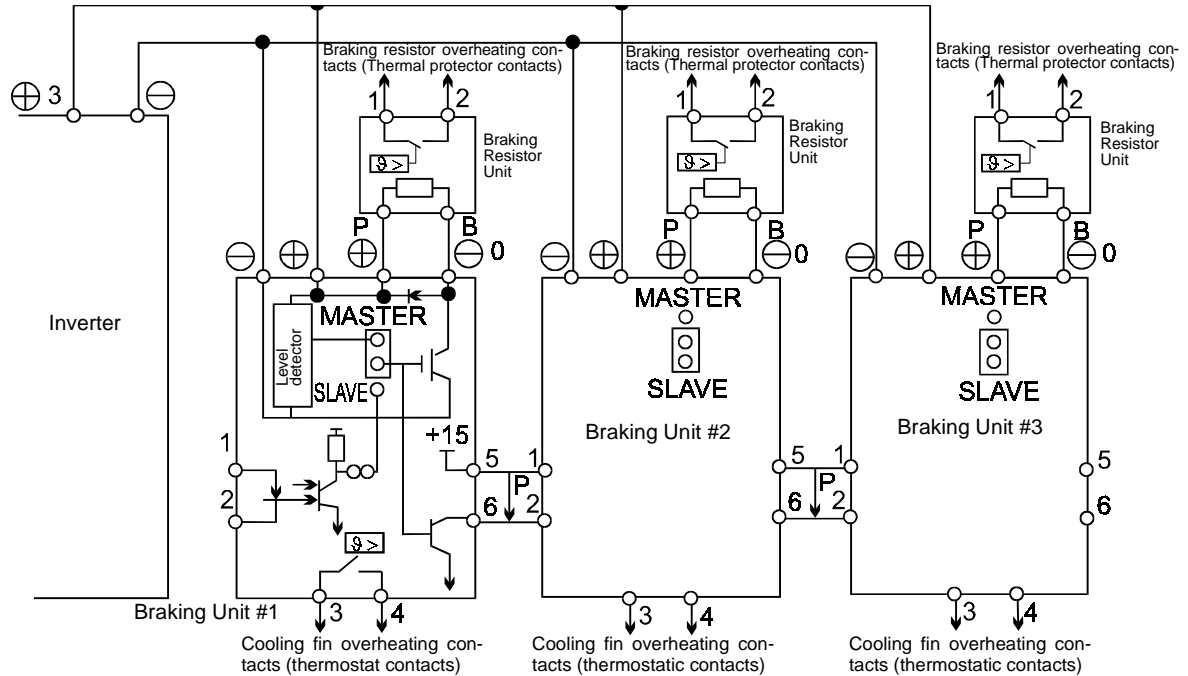 Braking resistor overheating con-
tacts (Thermal protector contacts)
Braking resistor overheating con-
tacts (Thermal protector contacts)
Braking resistor overheating con-
tacts (Thermal protector contacts)
⊕ 3 ⊖
1 2
1 2
1 2
Braking
Resistor
Unit
ϑ >
Braking
Resistor
Unit
ϑ >
Braking
Resistor
Unit
ϑ >
P B
⊖ ⊕ ⊕ ⊖ 0
P B
⊖ ⊕ ⊕ ⊖ 0
P B
⊖ ⊕ ⊕ ⊖ 0
Inverter
Level
detector
MASTER
SLAVE
MASTER
SLAVE
MASTER
SLAVE
Braking Unit #2
Braking Unit #3
+15
1
2
5
6
P
1
2
5
6
P
1
2
5
6
ϑ >
Braking Unit #1
3 4
3 4
3 4
Cooling fin overheating con-
tacts (thermostat contacts)
Cooling fin overheating con-
tacts (thermostatic contacts)
Cooling fin overheating con-
tacts (thermostatic contacts)